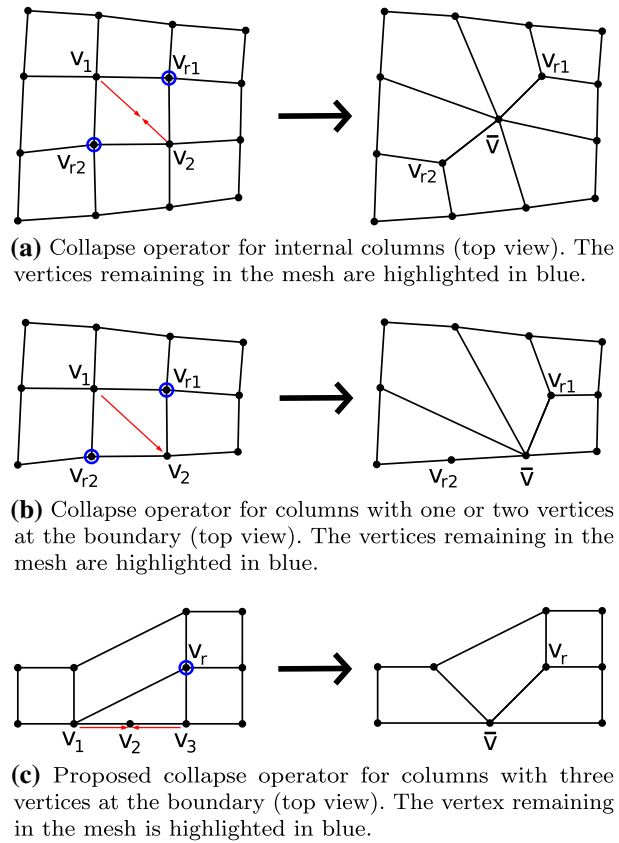 V1 Vr1
Vr2 V2
Vr1
Vr2 V̄
(a) Collapse operator for internal columns (top view). The
vertices remaining in the mesh are highlighted in blue.
V1 Vr1
Vr2 V2
Vr1
Vr2 V̄
(b) Collapse operator for columns with one or two vertices
at the boundary (top view). The vertices remaining in the
mesh are highlighted in blue.
Vr
V1 V2 V3
Vr
V̄
(c) Proposed collapse operator for columns with three
vertices at the boundary (top view). The vertex remaining
in the mesh is highlighted in blue.